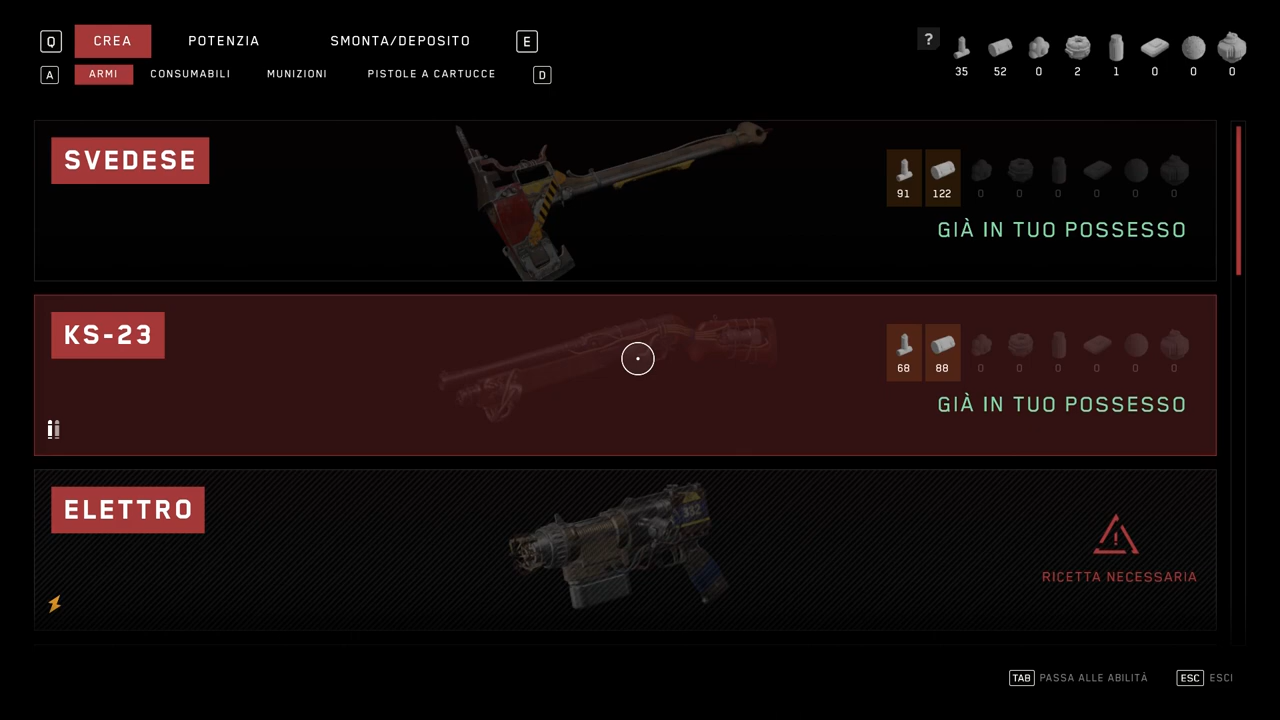 Q CREA POTENZIA SMONTA/DEPOSITO E
?
A ARMI CONSUMABILI MUNIZIONI PISTOLE A CARTUCCE D
35 52 0 2 1 0 0 0
SVEDESE
91 122 0 0 0 0 0 0
GIÀ IN TUO POSSESSO
KS-23
68 88 0 0 0 0 0 0
GIÀ IN TUO POSSESSO
ELETTRO
332
RICETTA NECESSARIA
TAB PASSA ALLE ABILITÀ ESC ESCI